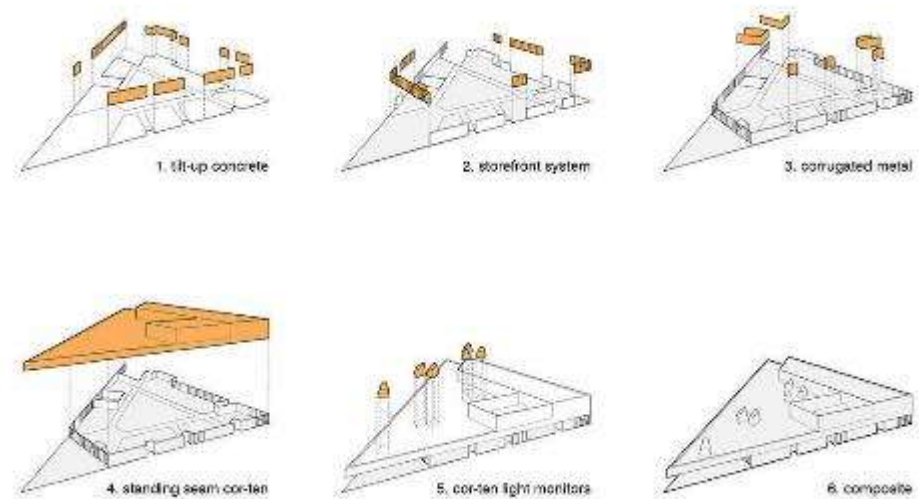 1. tilt-up concrete
2. storefront system
3. corrugated metal
4. standing seam cor-ten
5. cor-ten light monitors
6. composite